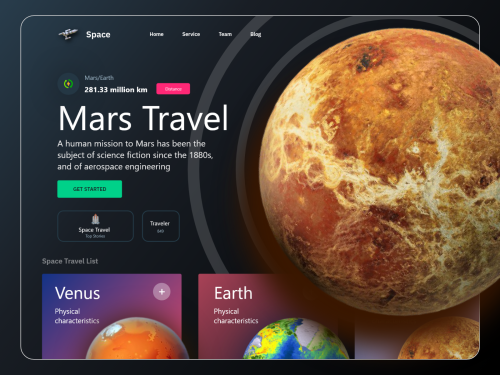 Space
Home Service Team Blog
Mars/Earth
281.33 million km Distance
Mars Travel
A human mission to Mars has been the
subject of science fiction since the 1880s,
and of aerospace engineering
GET STARTED
Space Travel
Top Stories
Traveler
Space Travel List
Venus +
Physical
characteristics
Earth
Physical
characteristics